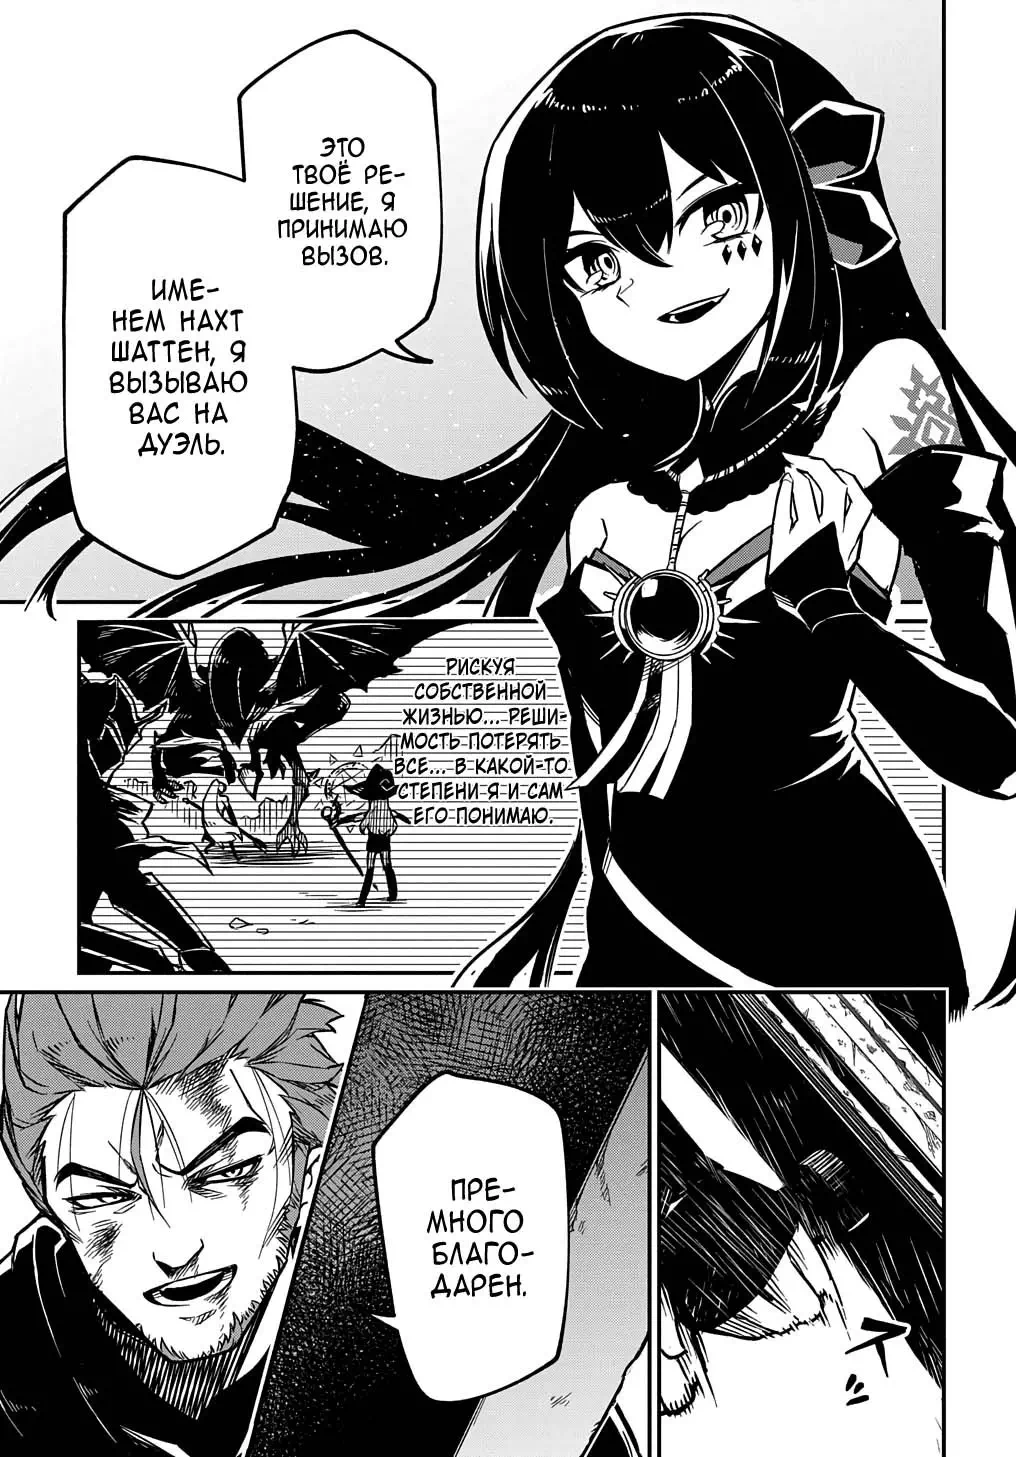 ЭТО
ТВОЁ РЕ-
ШЕНИЕ, Я
ПРИНИМАЮ
ВЫЗОВ.
ИМЕ-
НЕМ НАХТ
ШАТТЕН, Я
ВЫЗЫВАЮ
ВАС НА
ДУЭЛЬ.
РИСКУЯ
СОБСТВЕННОЙ
ЖИЗНЬЮ... РЕШИ-
МОСТЬ ПОТЕРЯТЬ
ВСЕ... В КАКОЙ-ТО
СТЕПЕНИ Я И САМ
ЕГО ПОНИМАЮ.
ПРЕ-
МНОГО
БЛАГО-
ДАРЕН.